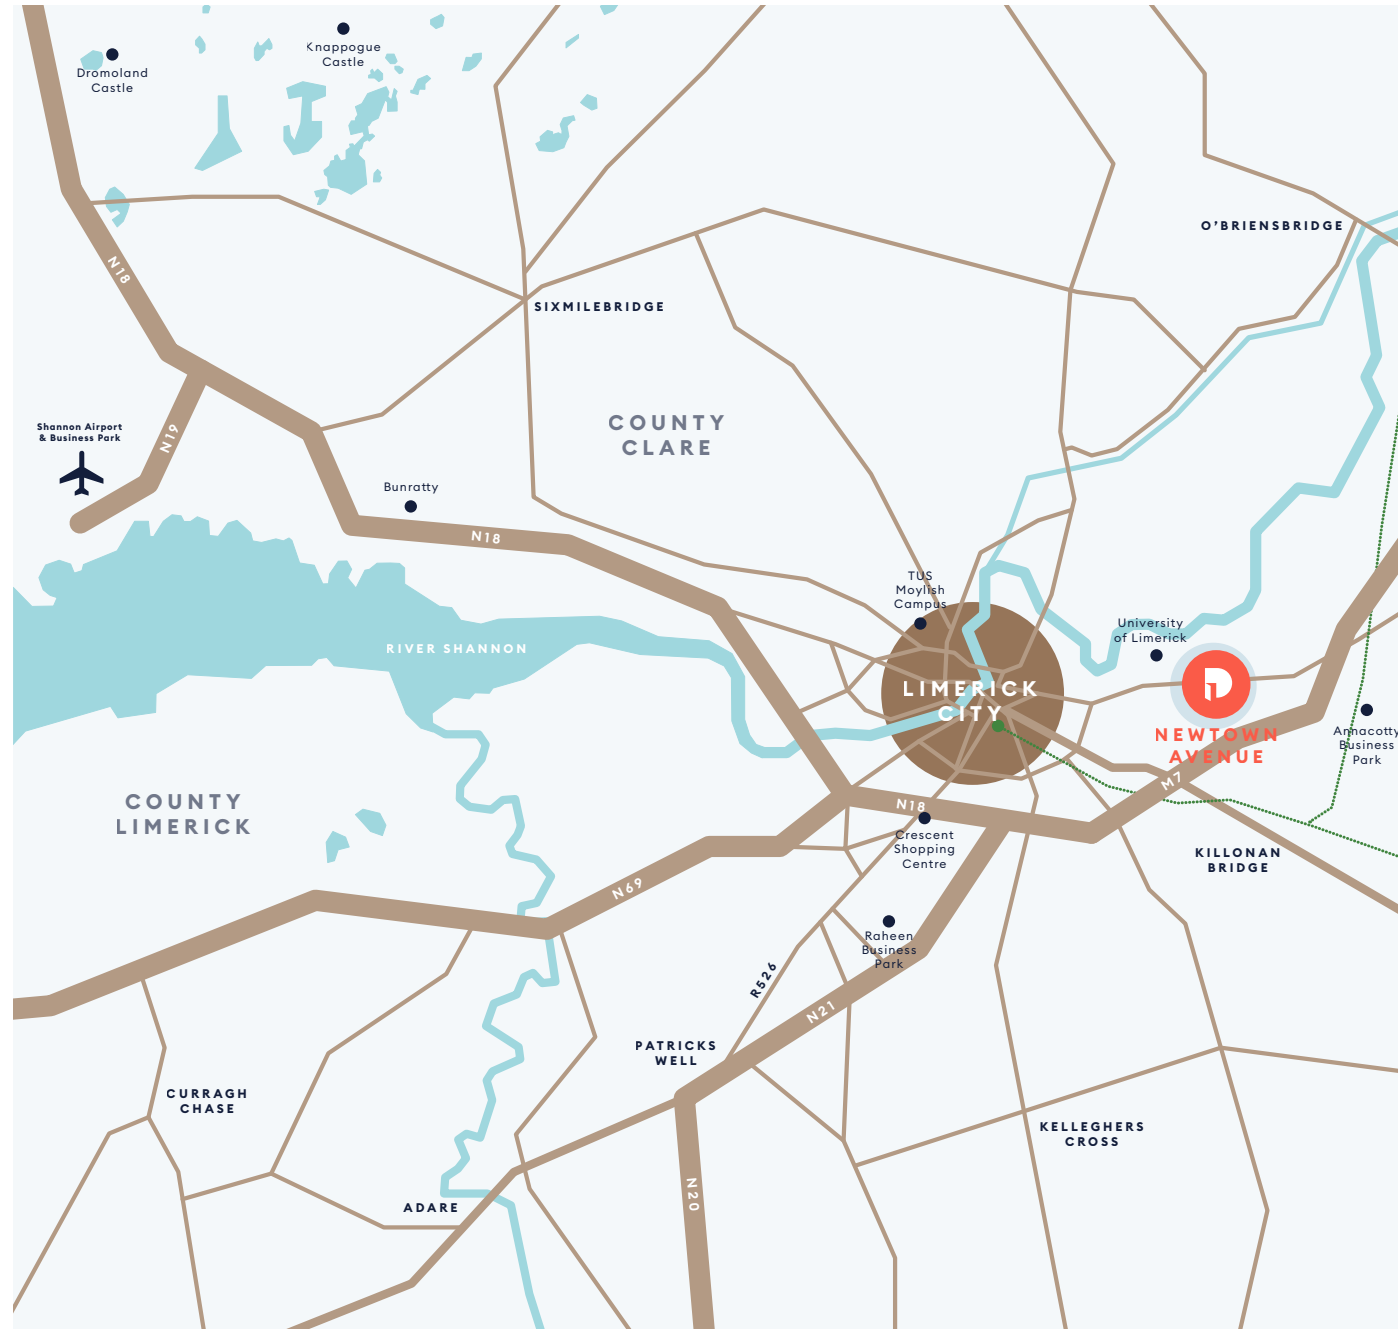 Knappogue
Castle
Dromoland
Castle
O'BRIENSBRIDGE
N18
SIXMILEBRIDGE
COUNTY
CLARE
Shannon Airport
& Business Park
N19
Bunratty
N18
TUS
Moylish
Campus
University
of Limerick
RIVER SHANNON
LIMERICK
CITY
NEWTOWN
AVENUE
Annacotty
Business
Park
M7
COUNTY
LIMERICK
N18
Crescent
Shopping
Centre
KILLONAN
BRIDGE
N69
Raheen
Business
Park
R526
N21
PATRICKS
WELL
CURRAGH
CHASE
KELLEGHERS
CROSS
N20
ADARE